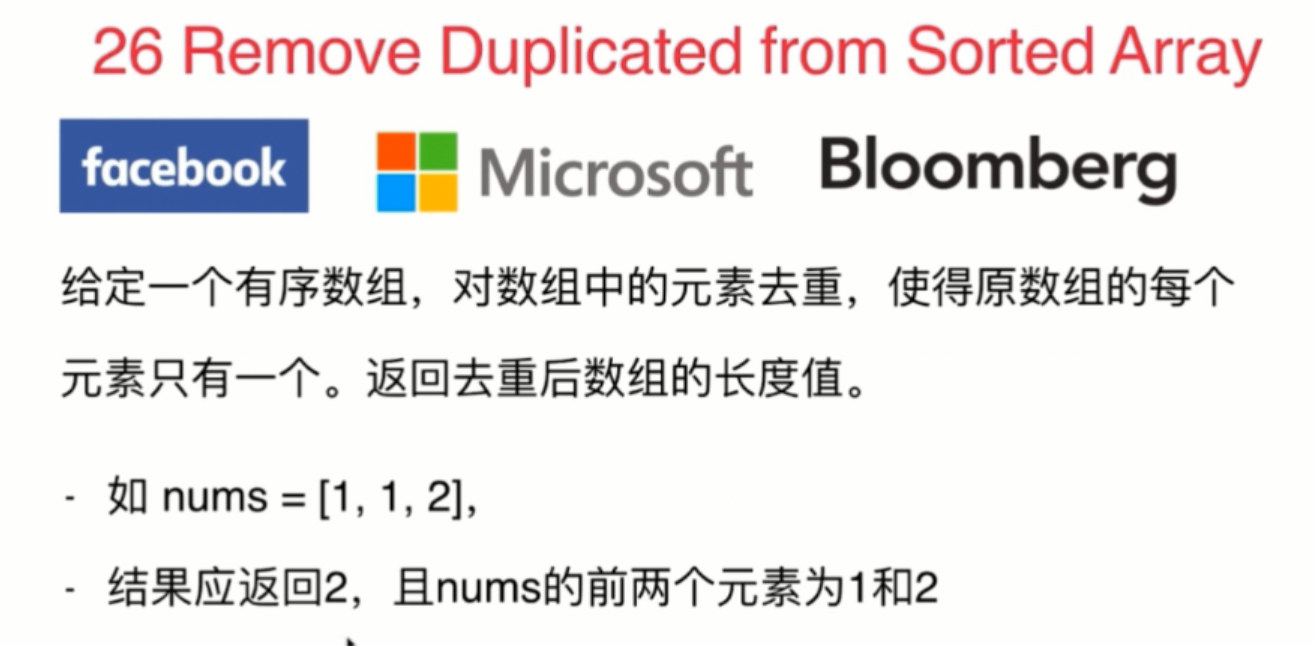 26 Remove Duplicated from Sorted Array
facebook Microsoft Bloomberg
给定一个有序数组，对数组中的元素去重，使得原数组的每个
元素只有一个。返回去重后数组的长度值。
- 如 nums = [1, 1, 2],
- 结果应返回2，且nums的前两个元素为1和2